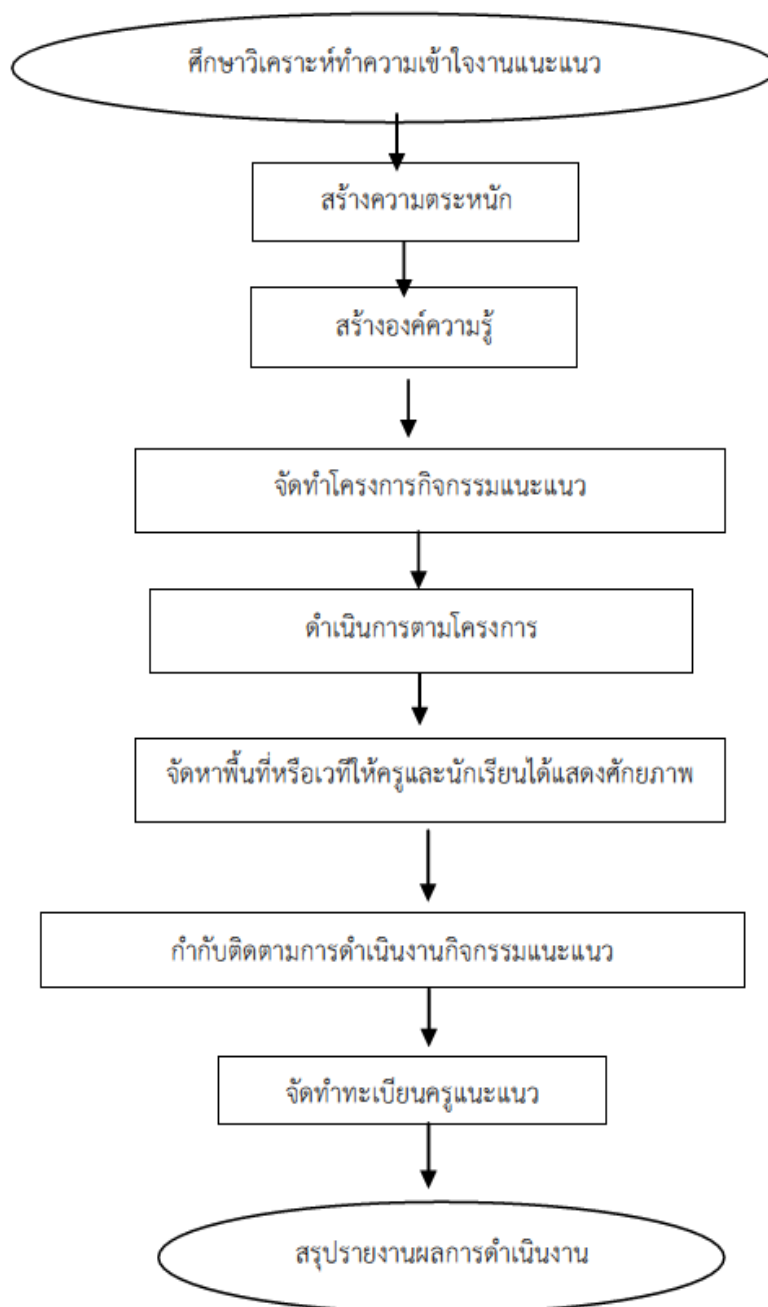 ศึกษาวิเคราะห์ทำความเข้าใจงานแนะแนว
สร้างความตระหนัก
สร้างองค์ความรู้
จัดทำโครงการกิจกรรมแนะแนว
ดำเนินการตามโครงการ
จัดหาพื้นที่หรือเวทีให้ครูและนักเรียนได้แสดงศักยภาพ
กำกับติดตามการดำเนินงานกิจกรรมแนะแนว
จัดทำทะเบียนครูแนะแนว
สรุปรายงานผลการดำเนินงาน